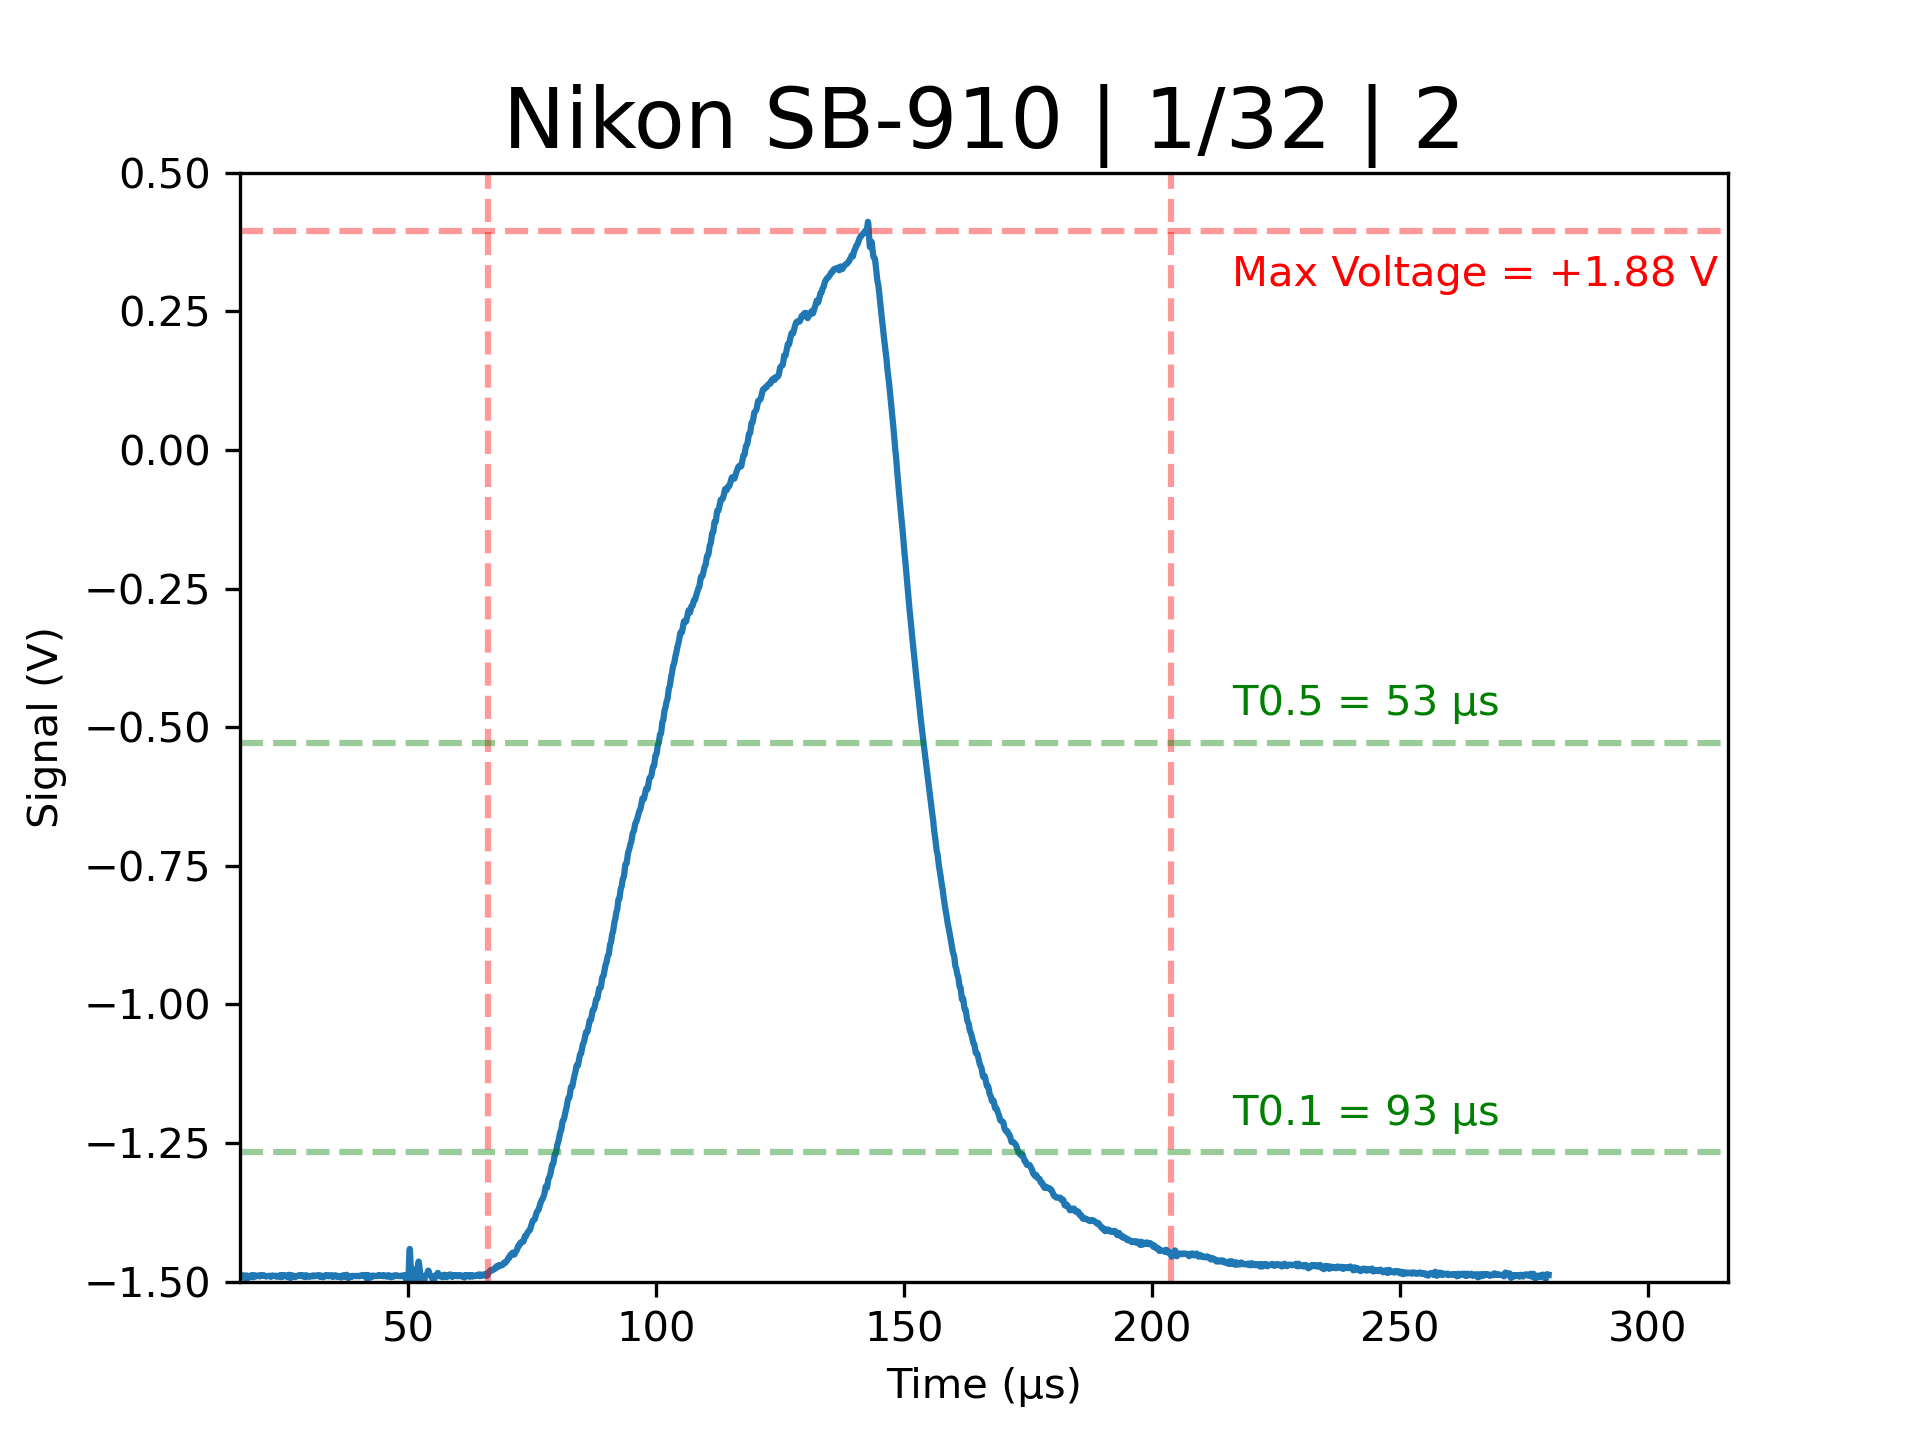 Nikon SB-910 | 1/32 | 2
0.50
0.25
0.00
−0.25
−0.50
−0.75
−1.00
−1.25
−1.50
Signal (V)
Max Voltage = +1.88 V
T0.5 = 53 µs
T0.1 = 93 µs
50 100 150 200 250 300
Time (µs)